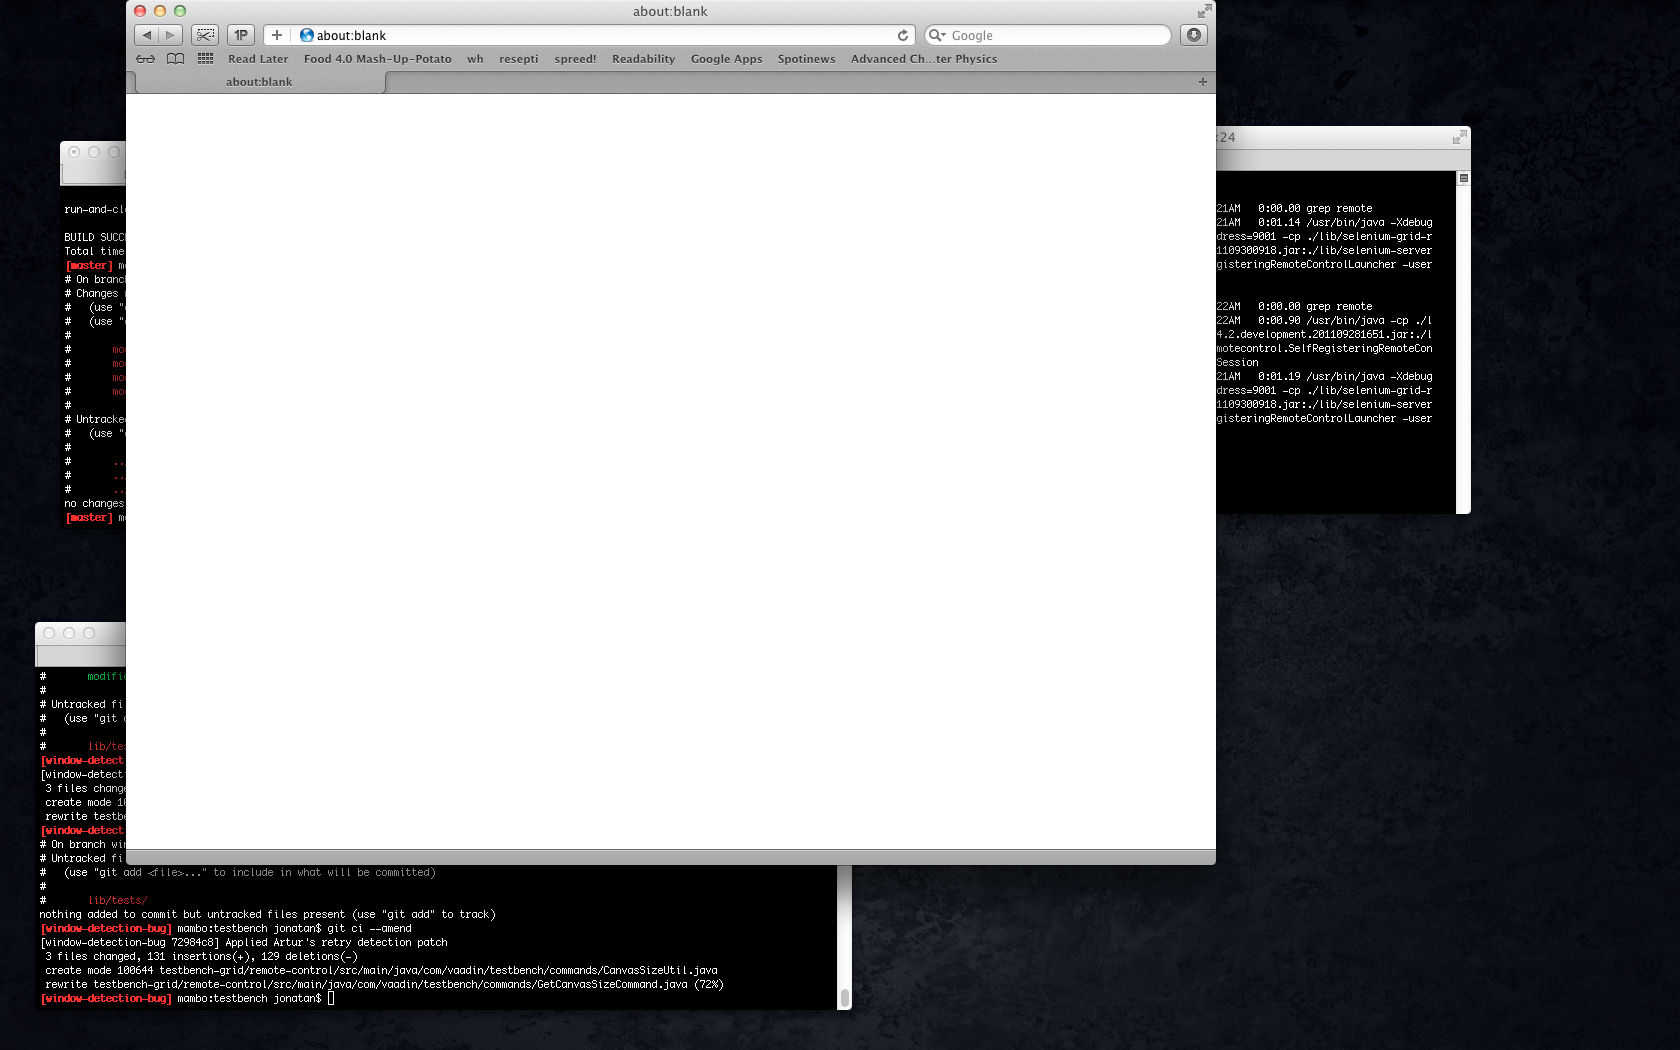 about:blank
1P
about:blank
Google
Read Later Food 4.0 Mash-Up-Potato wh resepti spreed! Readability Google Apps Spotinews Advanced Ch...ter Physics
about:blank
:24
run-and-cl
BUILD SUCC
Total time
[master] m
# On branc
# Changes
# (use "
# (use "
#
# mo
# mo
# mo
# mo
#
# Untracke
# (use "
#
# ..
# ..
# ..
no changes
[master] m
21AM 0:00.00 grep remote
21AM 0:01.14 /usr/bin/java -Xdebug
dress=9001 -cp ./lib/selenium-grid-r
1109300918.jar:./lib/selenium-server
gisteringRemoteControlLauncher -user
22AM 0:00.00 grep remote
22AM 0:00.90 /usr/bin/java -cp ./l
4.2.development.201109281651.jar:./l
motecontrol.SelfRegisteringRemoteCon
Session
21AM 0:01.19 /usr/bin/java -Xdebug
dress=9001 -cp ./lib/selenium-grid-r
1109300918.jar:./lib/selenium-server
gisteringRemoteControlLauncher -user
# modifie
#
# Untracked fi
# (use "git
#
# lib/tes
[window-detect
[window-detect
3 files change
create mode 10
rewrite testb
[window-detect
# On branch wi
# Untracked fi
# (use "git add <file>..." to include in what will be committed)
#
# lib/tests/
nothing added to commit but untracked files present (use "git add" to track)
[window-detection-bug] mambo:testbench jonatan$ git ci --amend
[window-detection-bug 72984c8] Applied Artur's retry detection patch
3 files changed, 131 insertions(+), 129 deletions(-)
create mode 100644 testbench-grid/remote-control/src/main/java/com/vaadin/testbench/commands/CanvasSizeUtil.java
rewrite testbench-grid/remote-control/src/main/java/com/vaadin/testbench/commands/GetCanvasSizeCommand.java (72%)
[window-detection-bug] mambo:testbench jonatan$